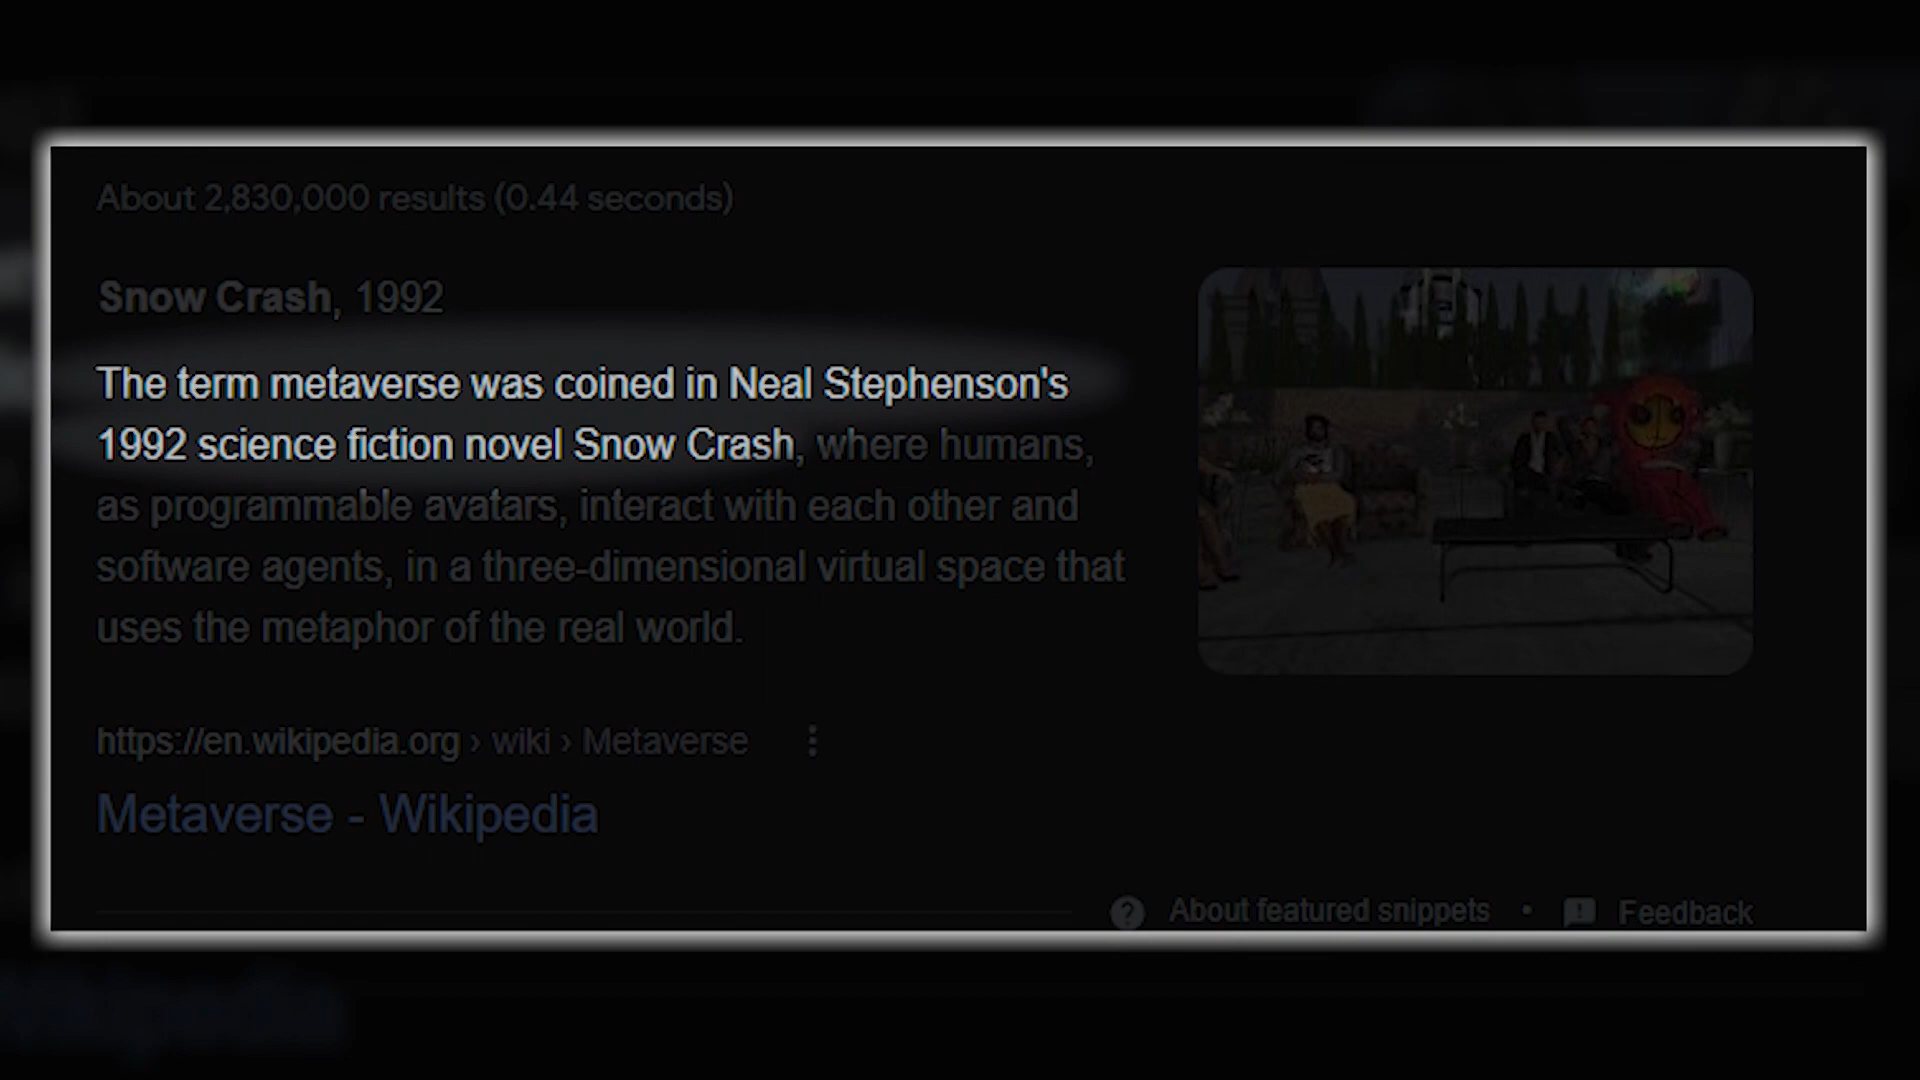 About 2,830,000 results (0.44 seconds)
Snow Crash, 1992
The term metaverse was coined in Neal Stephenson's
1992 science fiction novel Snow Crash, where humans,
as programmable avatars, interact with each other and
software agents, in a three-dimensional virtual space that
uses the metaphor of the real world.
https://en.wikipedia.org › wiki › Metaverse
Metaverse - Wikipedia
About featured snippets • Feedback